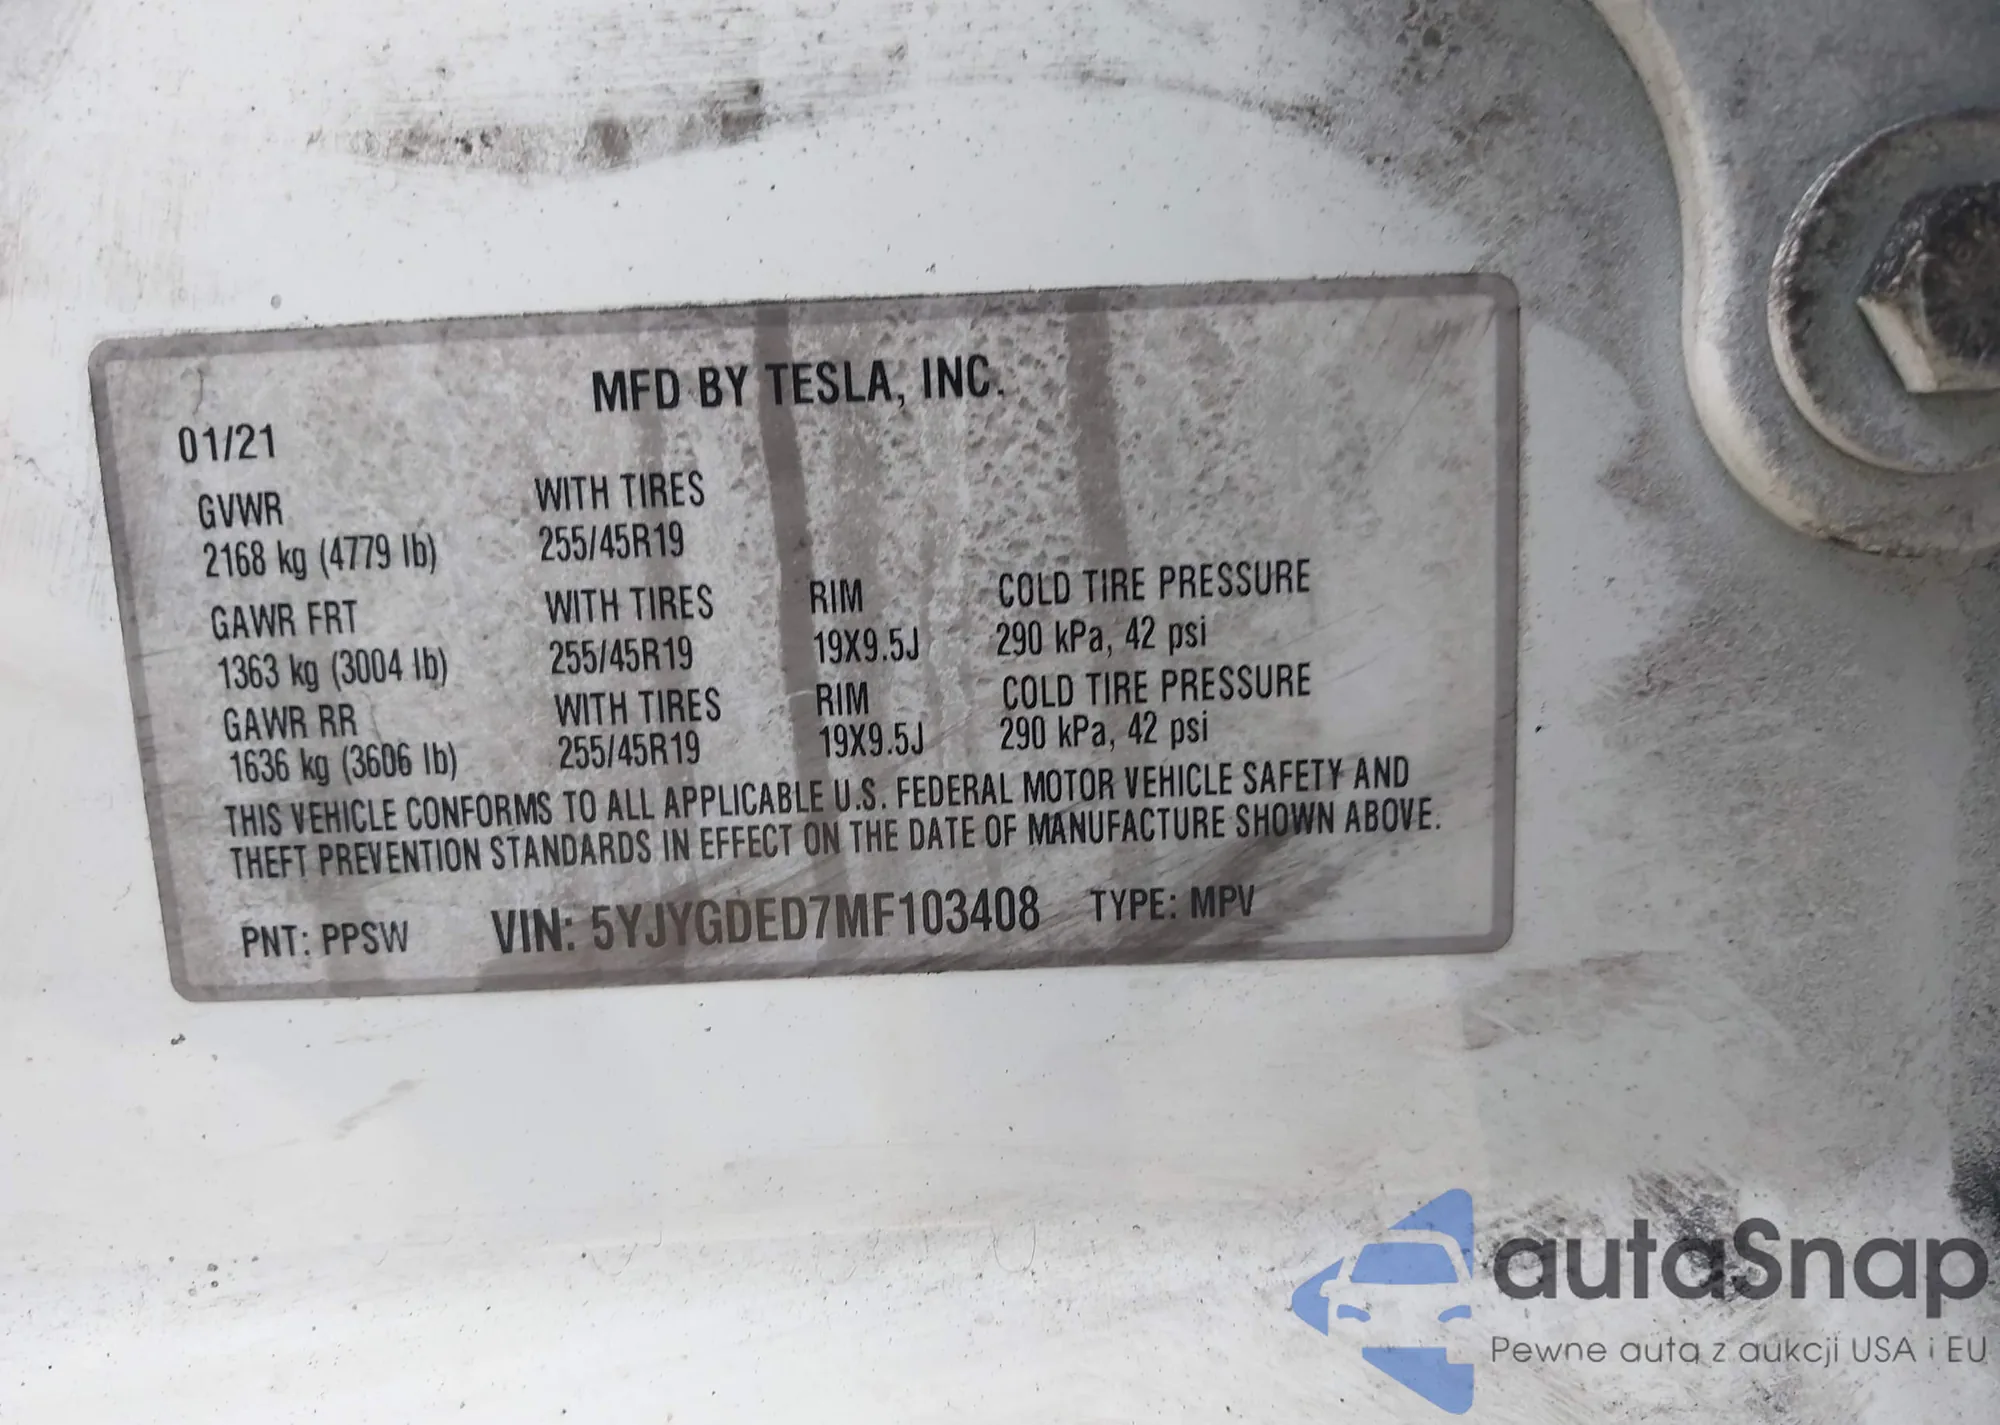 MFD BY TESLA, INC.
01/21
GVWR WITH TIRES
2168 kg (4779 lb) 255/45R19
GAWR FRT WITH TIRES RIM COLD TIRE PRESSURE
1363 kg (3004 lb) 255/45R19 19X9.5J 290 kPa, 42 psi
GAWR RR WITH TIRES RIM COLD TIRE PRESSURE
1636 kg (3606 lb) 255/45R19 19X9.5J 290 kPa, 42 psi
THIS VEHICLE CONFORMS TO ALL APPLICABLE U.S. FEDERAL MOTOR VEHICLE SAFETY AND
THEFT PREVENTION STANDARDS IN EFFECT ON THE DATE OF MANUFACTURE SHOWN ABOVE.
PNT: PPSW VIN: 5YJYGDED7MF103408 TYPE: MPV
autaSnap
Pewne auta z aukcji USA i EU